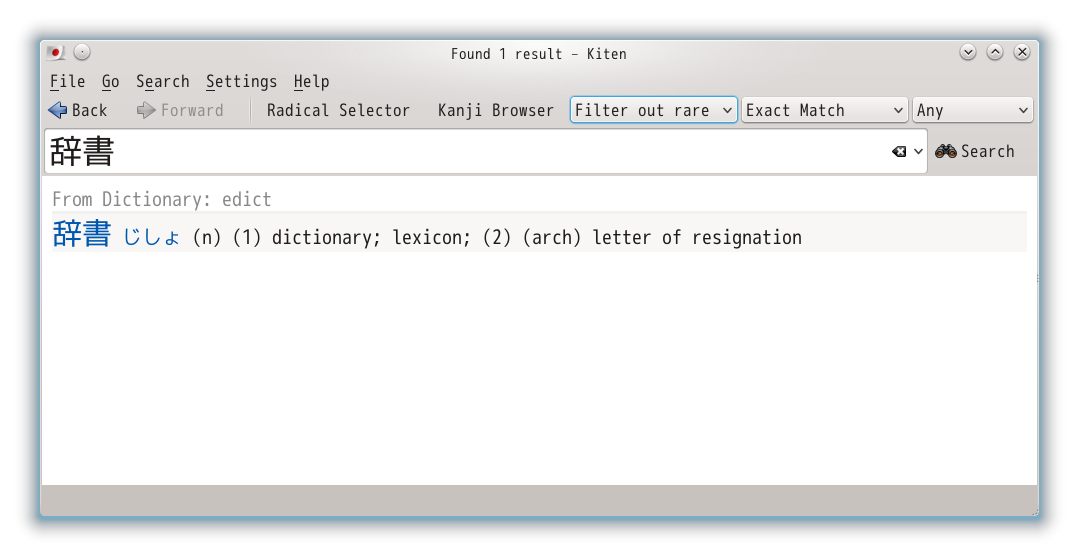 Found 1 result – Kiten
File Go Search Settings Help
Back Forward Radical Selector Kanji Browser Filter out rare Exact Match Any
辞書 Search
From Dictionary: edict
辞書 じしょ (n) (1) dictionary; lexicon; (2) (arch) letter of resignation